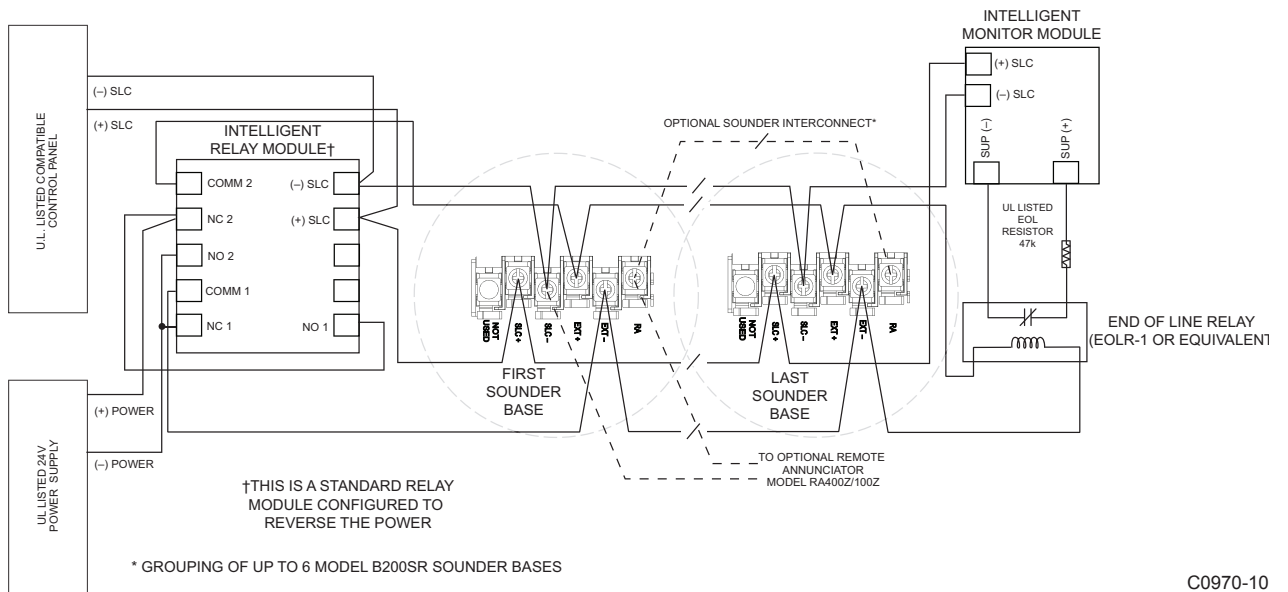 U.L. LISTED COMPATIBLE
CONTROL PANEL
(–) SLC
(+) SLC
INTELLIGENT
RELAY MODULE†
COMM 2
NC 2
NO 2
COMM 1
NC 1
(–) SLC
(+) SLC
NO 1
UL LISTED 24V
POWER SUPPLY
(+) POWER
(–) POWER
OPTIONAL SOUNDER INTERCONNECT*
NOT
USED
SLC+
SLC–
EXT+
EXT–
RA
FIRST
SOUNDER
BASE
NOT
USED
SLC+
SLC–
EXT+
EXT–
RA
LAST
SOUNDER
BASE
INTELLIGENT
MONITOR MODULE
(+) SLC
(–) SLC
SUP (–)
SUP (+)
UL LISTED
EOL
RESISTOR
47k
END OF LINE RELAY
(EOLR-1 OR EQUIVALENT
TO OPTIONAL REMOTE
ANNUNCIATOR
MODEL RA400Z/100Z
†THIS IS A STANDARD RELAY
MODULE CONFIGURED TO
REVERSE THE POWER
* GROUPING OF UP TO 6 MODEL B200SR SOUNDER BASES
C0970-10